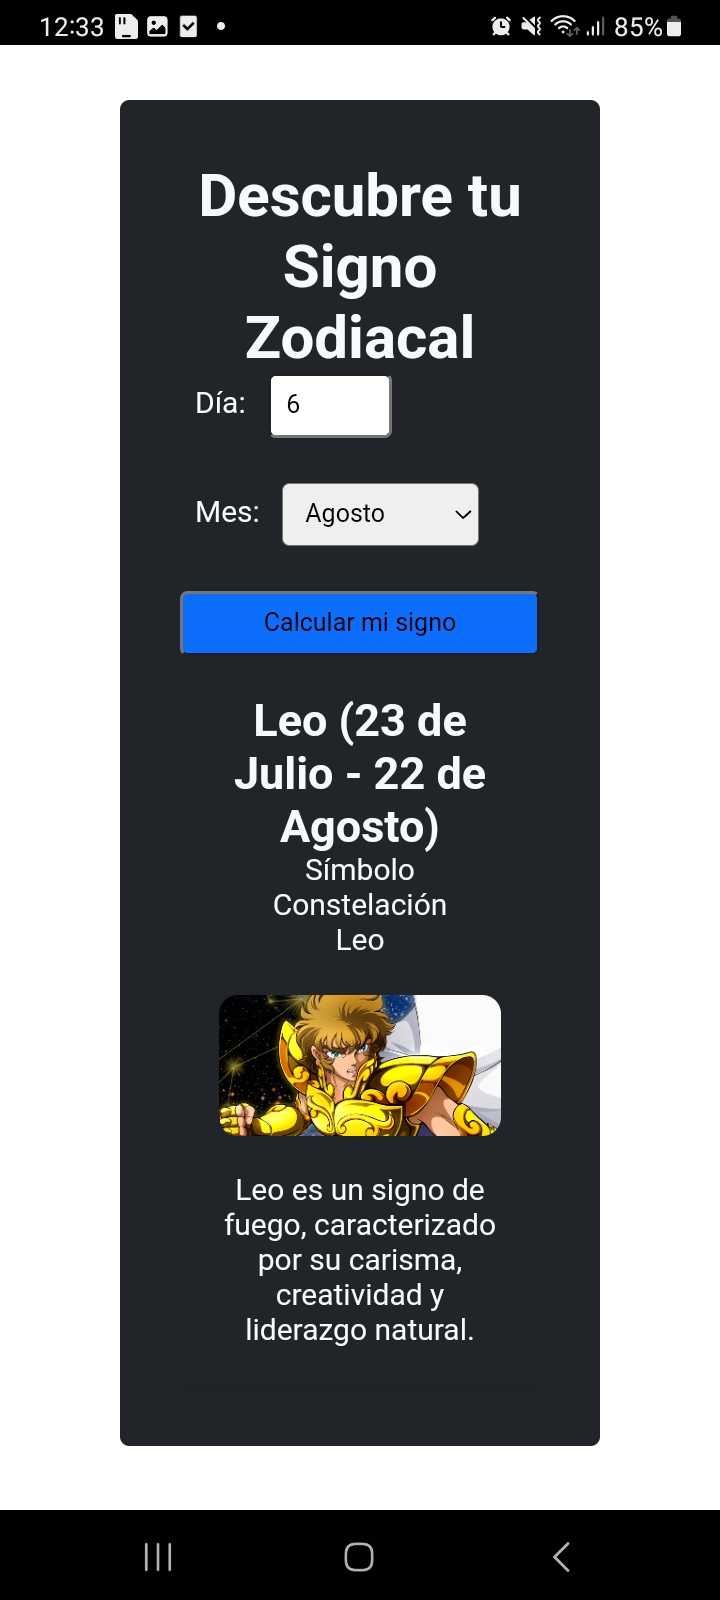 12:33
85%
Descubre tu
Signo
Zodiacal
Día: 6
Mes: Agosto
Calcular mi signo
Leo (23 de
Julio - 22 de
Agosto)
Símbolo
Constelación
Leo
Leo es un signo de
fuego, caracterizado
por su carisma,
creatividad y
liderazgo natural.